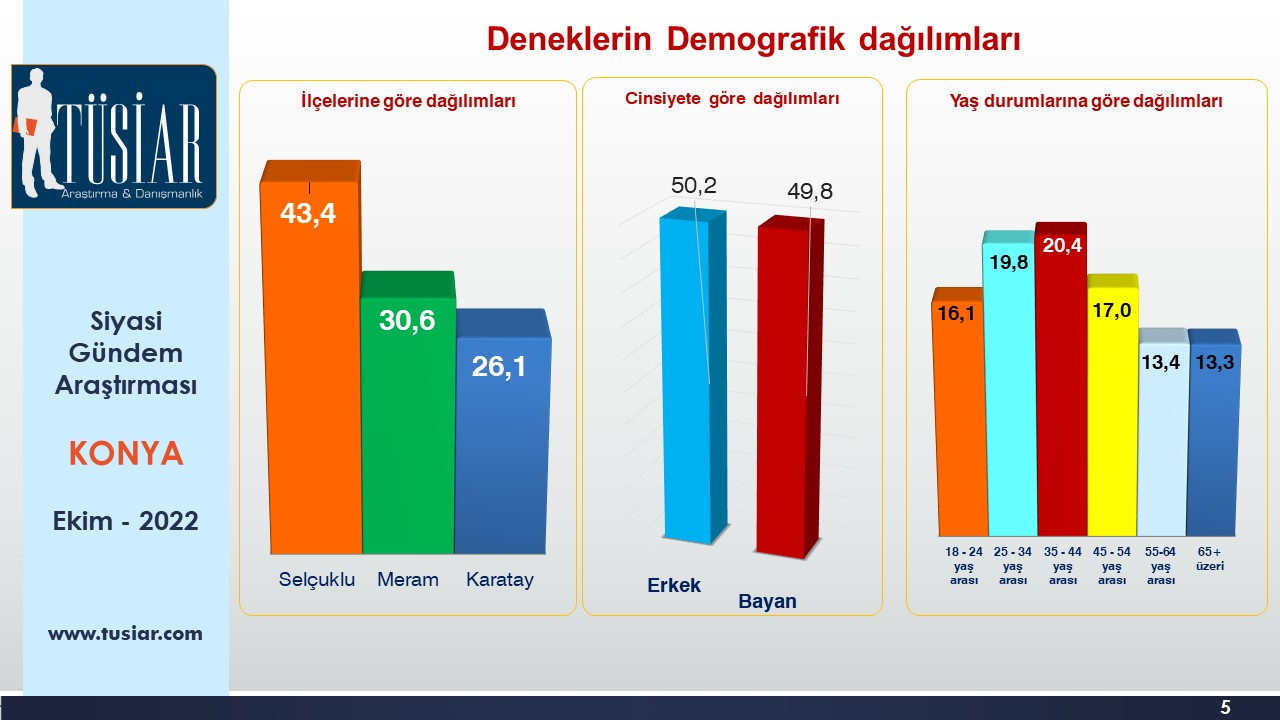 Deneklerin Demografik dağılımları
TÜSİAR
Araştırma & Danışmanlık
Siyasi
Gündem
Araştırması
KONYA
Ekim - 2022
www.tusiar.com
İlçelerine göre dağılımları
43,4
30,6
26,1
Selçuklu Meram Karatay
Cinsiyete göre dağılımları
50,2
49,8
Erkek
Bayan
Yaş durumlarına göre dağılımları
16,1
19,8
20,4
17,0
13,4
13,3
18 - 24 yaş arası
25 - 34 yaş arası
35 - 44 yaş arası
45 - 54 yaş arası
55-64 yaş arası
65+ üzeri
5